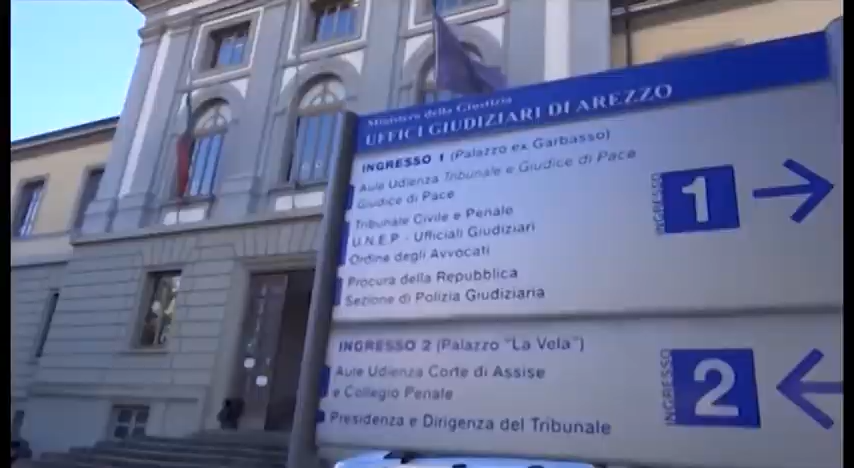 Ministero della Giustizia
UFFICI GIUDIZIARI DI AREZZO
INGRESSO 1 (Palazzo ex Garbasso)
Aule Udienza Tribunale e Giudice di Pace
Giudice di Pace
Tribunale Civile e Penale
U.N.E.P. - Ufficiali Giudiziari
Ordine degli Avvocati
Procura della Repubblica
Sezione di Polizia Giudiziaria
INGRESSO
1
INGRESSO 2 (Palazzo "La Vela")
Aule Udienza Corte di Assise
e Collegio Penale
Presidenza e Dirigenza del Tribunale
INGRESSO
2